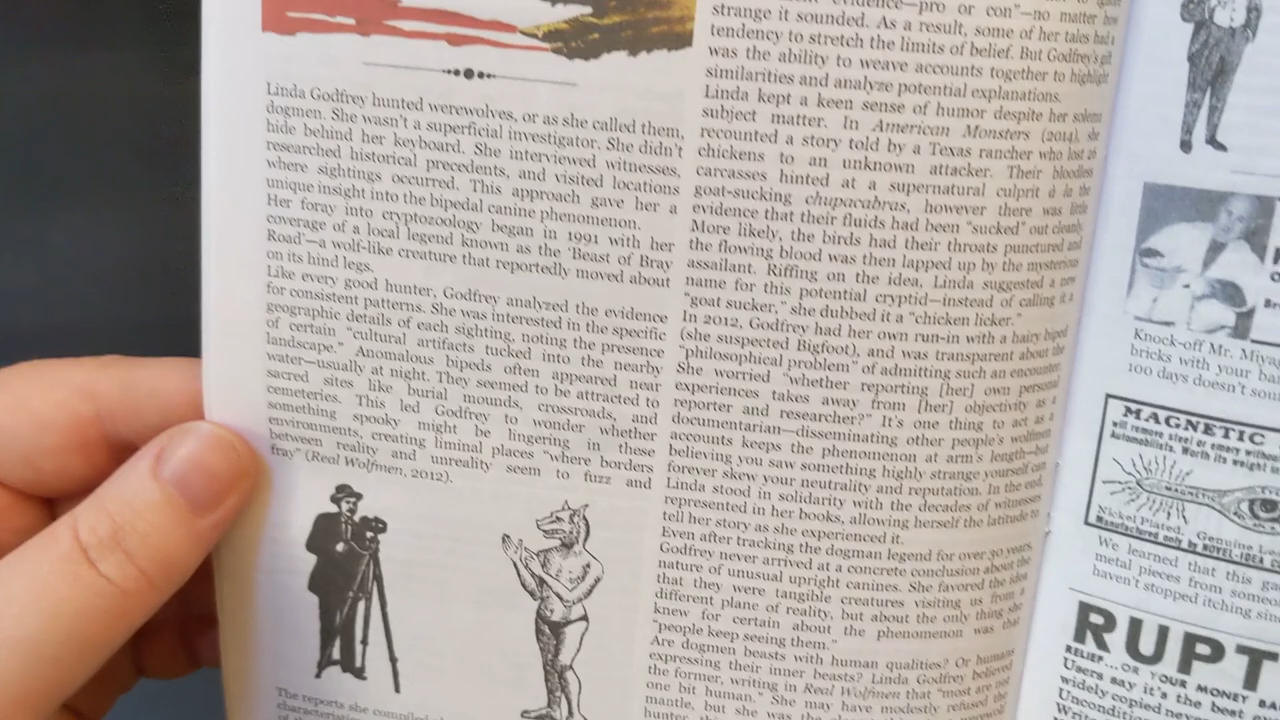 Linda Godfrey hunted werewolves, or as she called them,
dogmen. She wasn't a superficial investigator. She didn't
hide behind her keyboard. She interviewed witnesses,
researched historical precedents, and visited locations
where sightings occurred. This approach gave her a
unique insight into the bipedal canine phenomenon.
Her foray into cryptozoology began in 1991 with her
coverage of a local legend known as the 'Beast of Bray
Road'—a wolf-like creature that reportedly moved about
on its hind legs.
Like every good hunter, Godfrey analyzed the evidence
for consistent patterns. She was interested in the specific
geographic details of each sighting, noting the presence
of certain "cultural artifacts tucked into the nearby
landscape." Anomalous bipeds often appeared near
water—usually at night. They seemed to be attracted to
sacred sites like burial mounds, crossroads, and
cemeteries. This led Godfrey to wonder whether
something spooky might be lingering in these
environments, creating liminal places "where borders
between reality and unreality seem to fuzz and
fray" (Real Wolfmen, 2012).
The reports she compiled
evidence—pro or con"—no matter how
strange it sounded. As a result, some of her tales had a
tendency to stretch the limits of belief. But Godfrey's gift
was the ability to weave accounts together to highlight
similarities and analyze potential explanations.
Linda kept a keen sense of humor despite her solemn
subject matter. In American Monsters (2014), she
recounted a story told by a Texas rancher who lost 26
chickens to an unknown attacker. Their bloodless
carcasses hinted at a supernatural culprit à la the
goat-sucking chupacabras, however there was little
evidence that their fluids had been "sucked" out cleanly.
More likely, the birds had their throats punctured and
the flowing blood was then lapped up by the mysterious
assailant. Riffing on the idea, Linda suggested a new
name for this potential cryptid—instead of calling it a
"goat sucker," she dubbed it a "chicken licker."
In 2012, Godfrey had her own run-in with a hairy biped
(she suspected Bigfoot), and was transparent about the
"philosophical problem" of admitting such an encounter.
She worried "whether reporting [her] own personal
experiences takes away from [her] objectivity as a
reporter and researcher?" It's one thing to act as a
documentarian—disseminating other people's wolfmen
accounts keeps the phenomenon at arm's length—but
believing you saw something highly strange yourself can
forever skew your neutrality and reputation. In the end,
Linda stood in solidarity with the decades of witnesses
represented in her books, allowing herself the latitude to
tell her story as she experienced it.
Even after tracking the dogman legend for over 30 years,
Godfrey never arrived at a concrete conclusion about the
nature of unusual upright canines. She favored the idea
that they were tangible creatures visiting us from a
different plane of reality, but about the only thing she
knew for certain about the phenomenon was that
"people keep seeing them."
Are dogmen beasts with human qualities? Or humans
expressing their inner beasts? Linda Godfrey believed
the former, writing in Real Wolfmen that "most are not
one bit human." She may have modestly refused the
mantle, but she was the
Knock-off Mr. Miya
bricks with your ba
100 days doesn't sou
MAGNETIC
will remove steel or emery without
Automobilists. Worth its weight in
MAGNETIC EYE
Nickel Plated. Genuine
Manufactured only by NOVEL-IDEA CO
We learned that this ga
metal pieces from someo
haven't stopped itching sin
RUPT
RELIEF...OR YOUR MONEY BA
Users say it's the best
widely copied